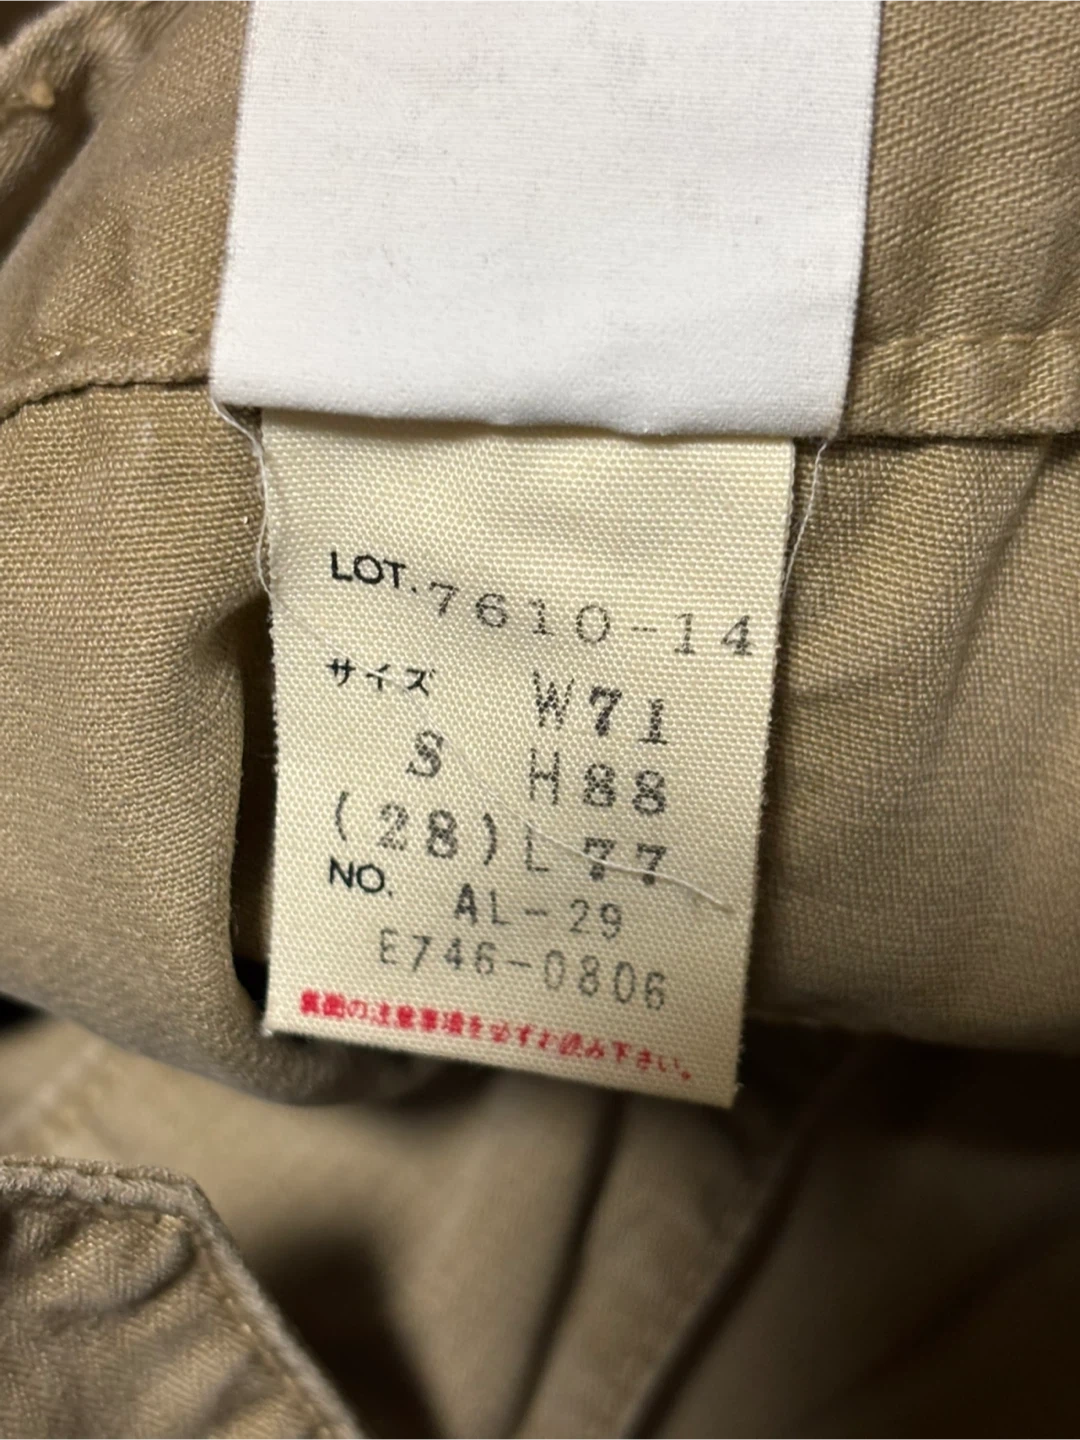 LOT. 7610-14
サイズ W71
S H88
(28) L77
NO. AL-29
E746-0806
裏面の注意事項を必ずお読み下さい。